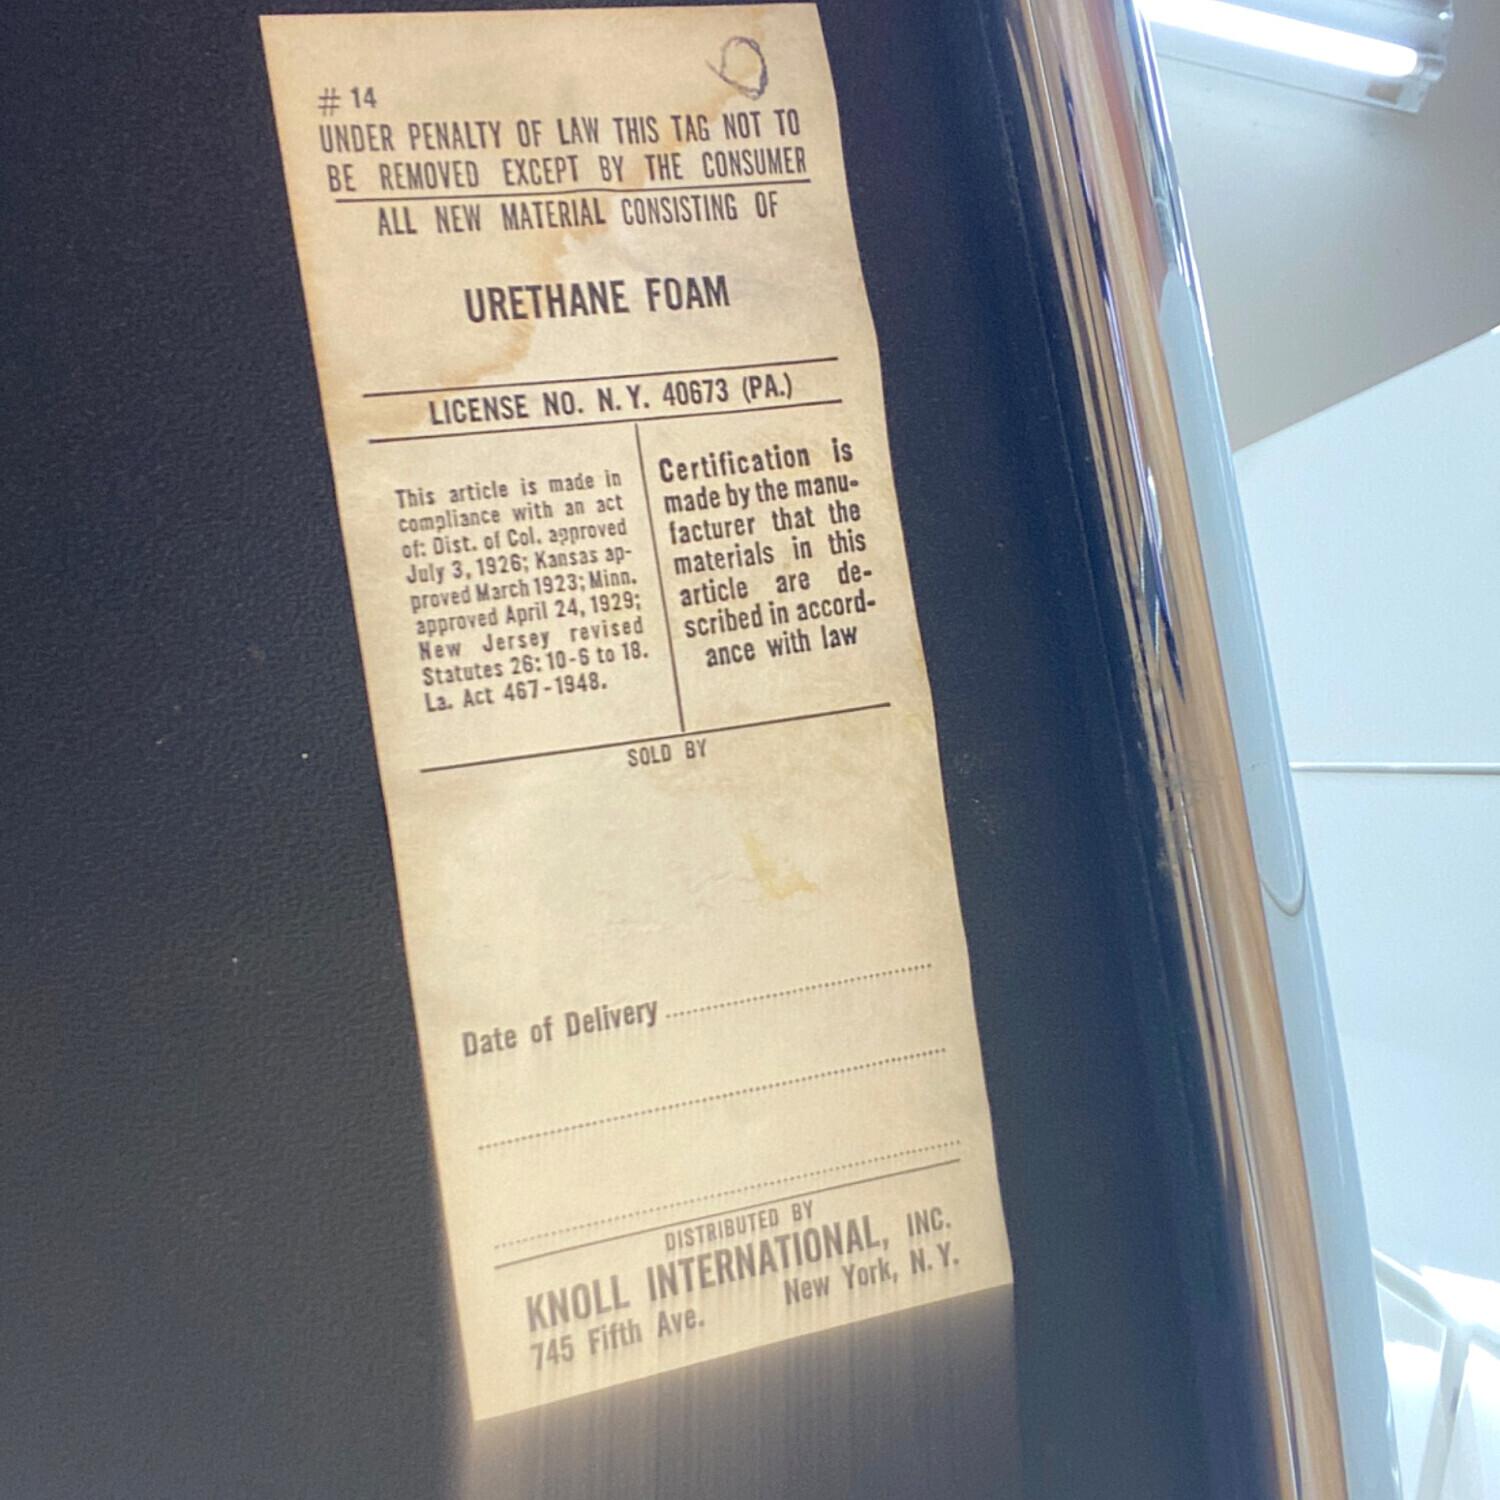 # 14
UNDER PENALTY OF LAW THIS TAG NOT TO
BE REMOVED EXCEPT BY THE CONSUMER
ALL NEW MATERIAL CONSISTING OF
URETHANE FOAM
LICENSE NO. N.Y. 40673 (PA.)
This article is made in
compliance with an act
of: Dist. of Col. approved
July 3, 1926; Kansas ap-
proved March 1923; Minn.
approved April 24, 1929;
New Jersey revised
Statutes 26:10-6 to 18.
La. Act 467-1948.
Certification is
made by the manu-
facturer that the
materials in this
article are de-
scribed in accord-
ance with law
SOLD BY
Date of Delivery
DISTRIBUTED BY
KNOLL INTERNATIONAL, INC.
745 Fifth Ave. New York, N.Y.